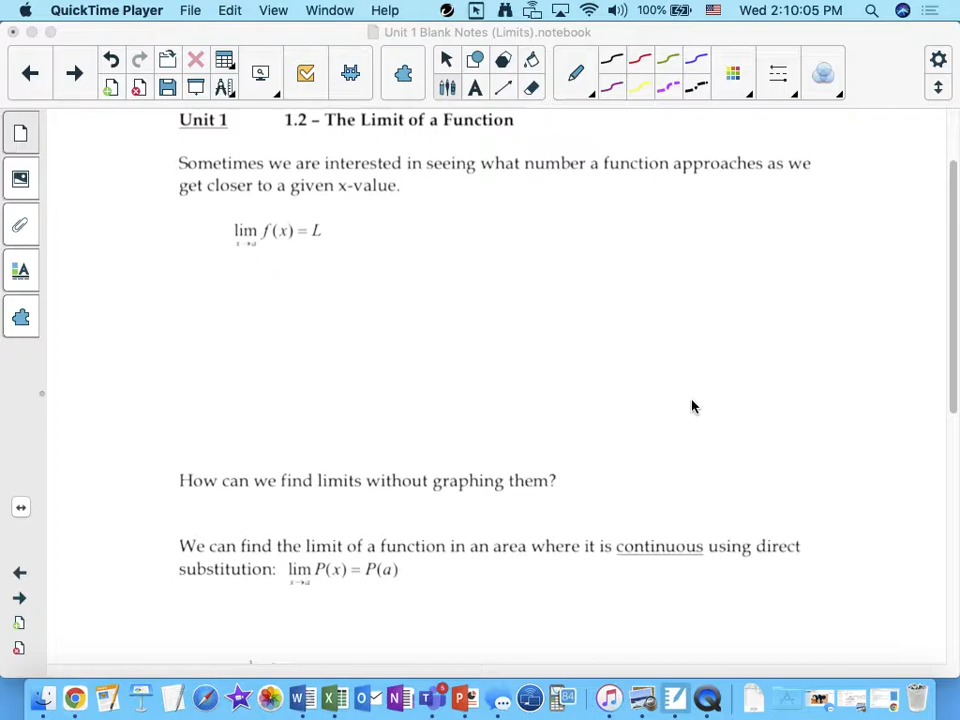 QuickTime Player File Edit View Window Help 100% Wed 2:10:05 PM
Unit 1 Blank Notes (Limits).notebook
Unit 1 1.2 – The Limit of a Function
Sometimes we are interested in seeing what number a function approaches as we
get closer to a given x-value.
lim f(x) = L
x→a
How can we find limits without graphing them?
We can find the limit of a function in an area where it is continuous using direct
substitution: lim P(x) = P(a)
x→a